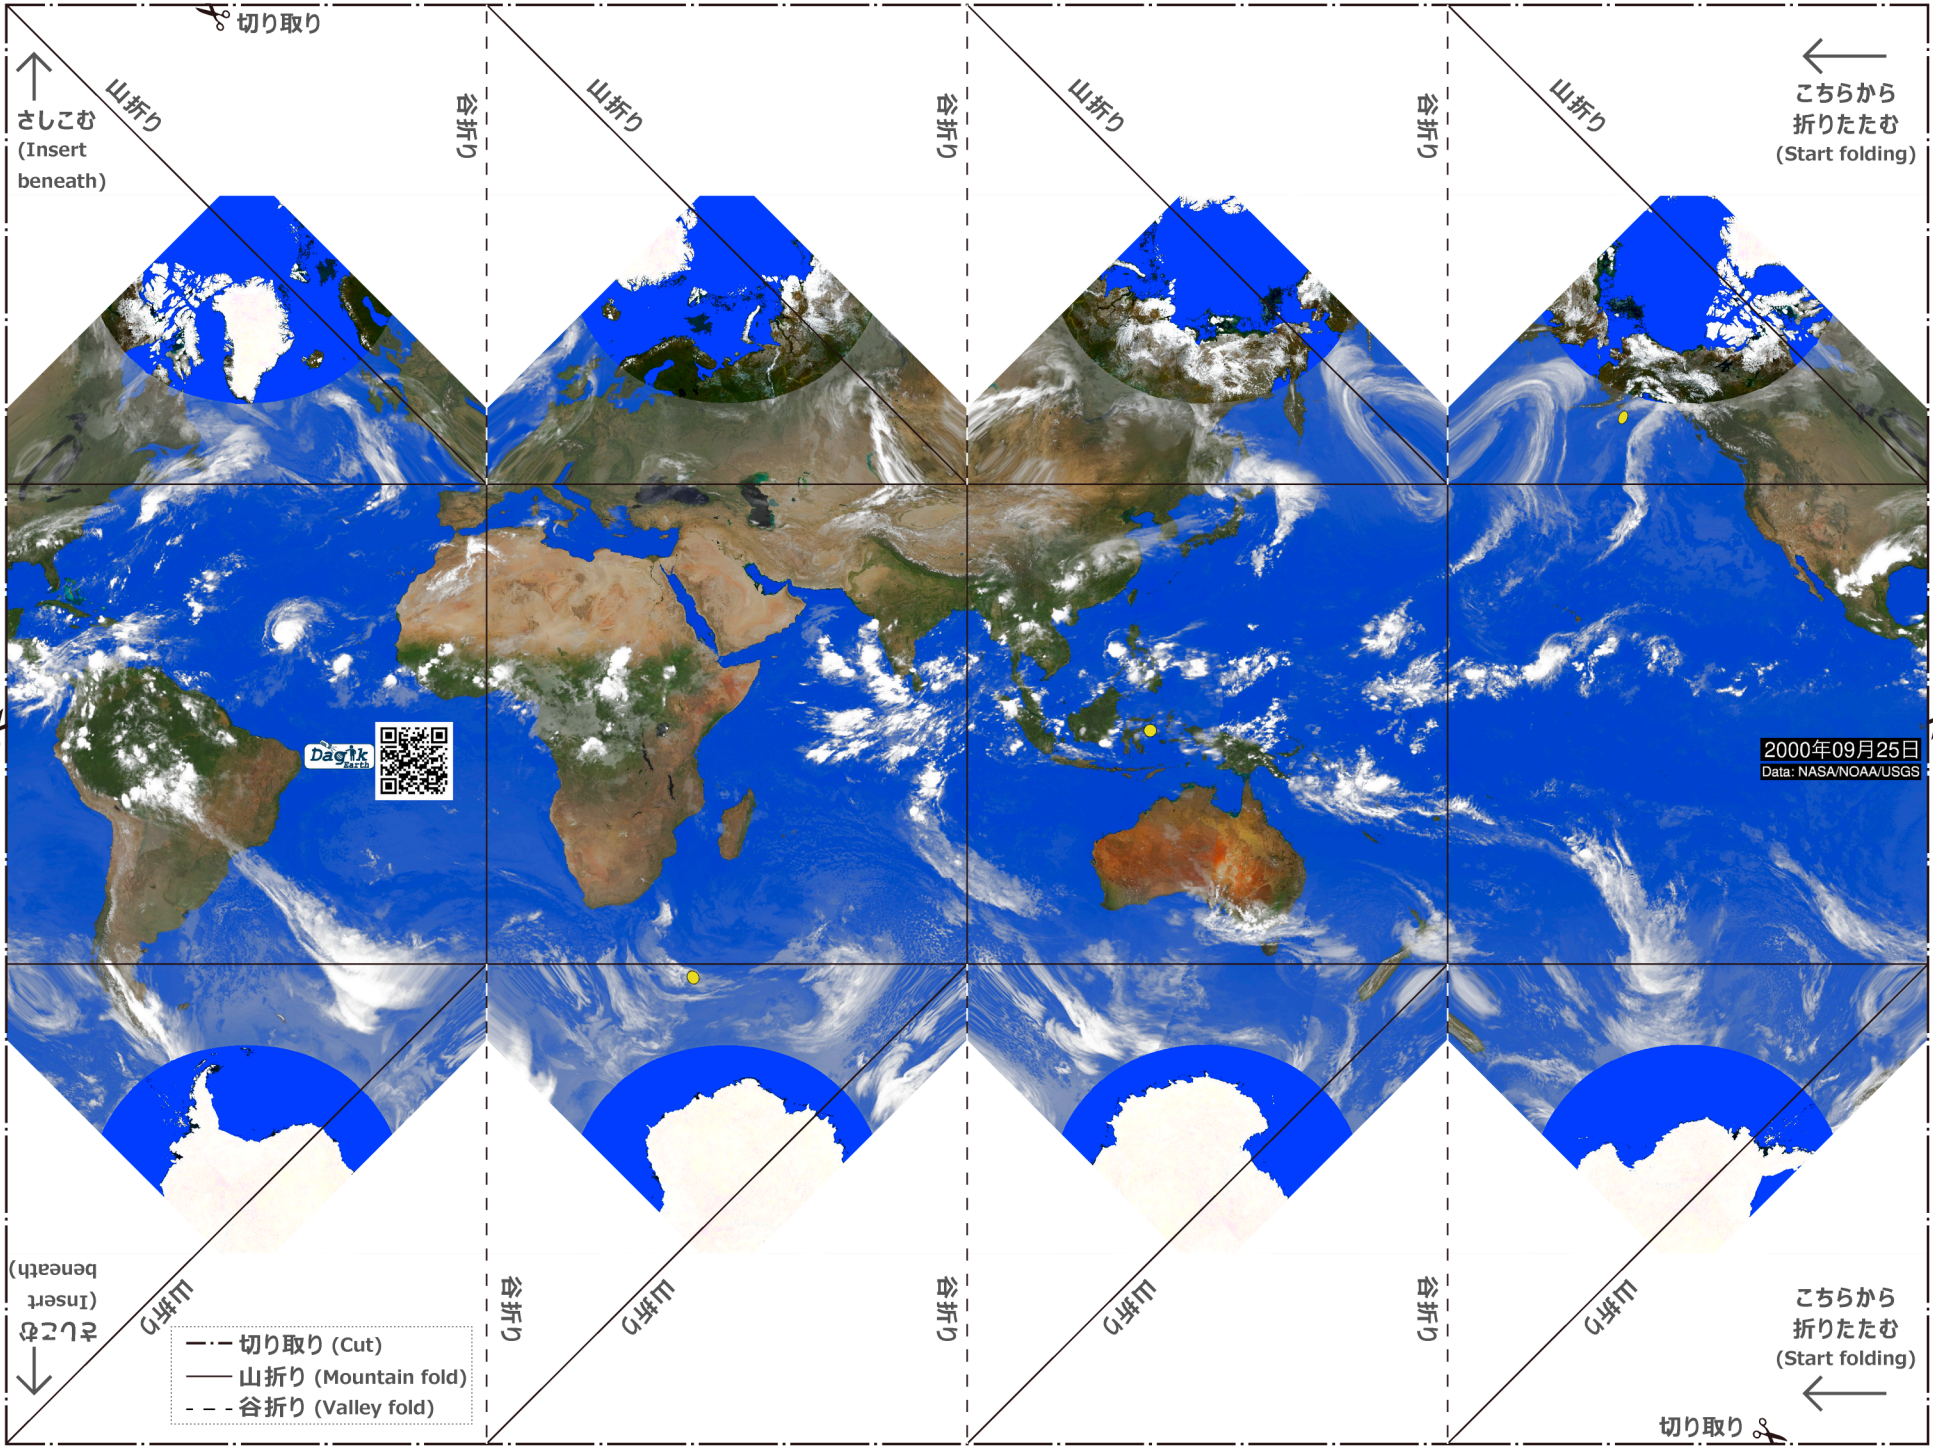 切り取り
さしこむ
(Insert
beneath)
山折り
谷折り
山折り
谷折り
山折り
谷折り
山折り
こちらから
折りたたむ
(Start folding)
Dagik
Earth
2000年09月25日
Data: NASA/NOAA/USGS
さしこむ
(Insert
beneath)
山折り
谷折り
山折り
谷折り
山折り
谷折り
山折り
こちらから
折りたたむ
(Start folding)
切り取り (Cut)
山折り (Mountain fold)
谷折り (Valley fold)
切り取り